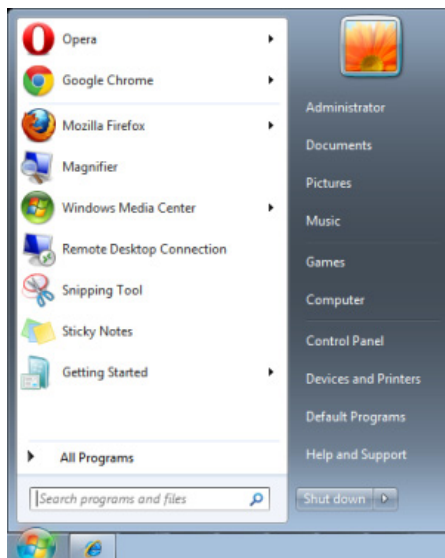 Opera
Google Chrome
Mozilla Firefox
Magnifier
Windows Media Center
Remote Desktop Connection
Snipping Tool
Sticky Notes
Getting Started
All Programs
Search programs and files
Administrator
Documents
Pictures
Music
Games
Computer
Control Panel
Devices and Printers
Default Programs
Help and Support
Shut down